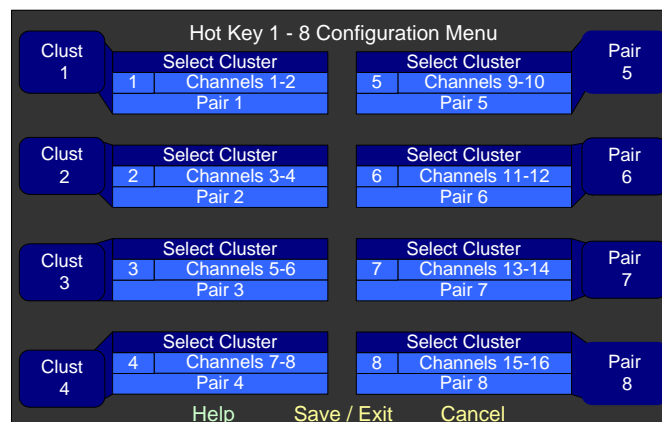 Hot Key 1 - 8 Configuration Menu
Clust
1
Select Cluster
1 Channels 1-2
Pair 1
Select Cluster
5 Channels 9-10
Pair 5
Pair
5
Clust
2
Select Cluster
2 Channels 3-4
Pair 2
Select Cluster
6 Channels 11-12
Pair 6
Pair
6
Clust
3
Select Cluster
3 Channels 5-6
Pair 3
Select Cluster
7 Channels 13-14
Pair 7
Pair
7
Clust
4
Select Cluster
4 Channels 7-8
Pair 4
Select Cluster
8 Channels 15-16
Pair 8
Pair
8
Help Save / Exit Cancel